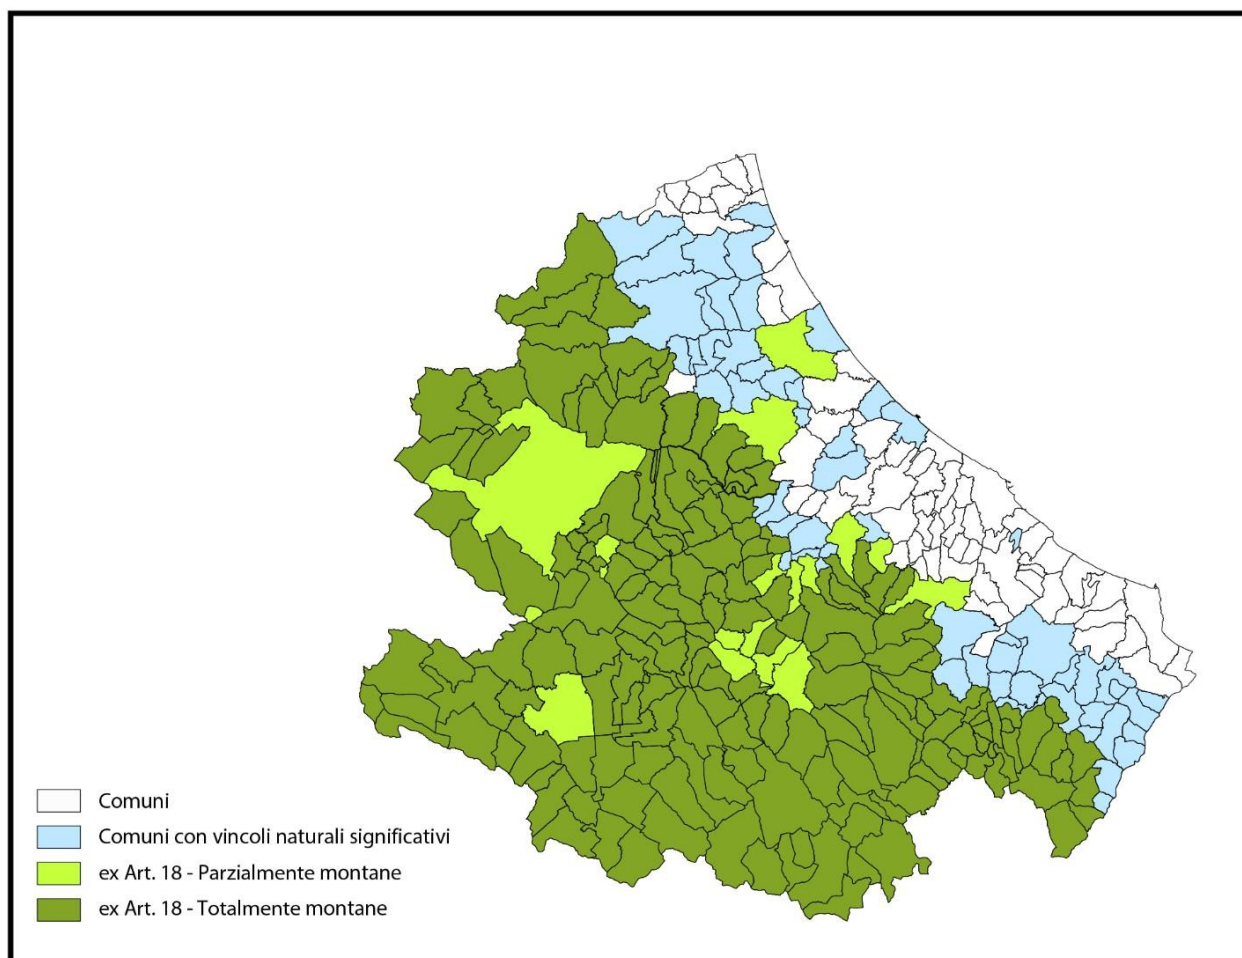 Comuni
Comuni con vincoli naturali significativi
ex Art. 18 - Parzialmente montane
ex Art. 18 - Totalmente montane